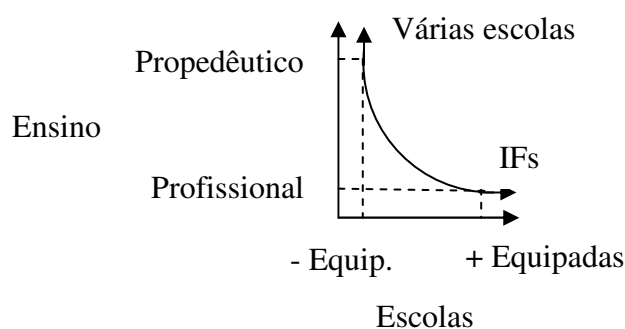 Várias escolas
Propedêutico
Ensino
IFs
Profissional
- Equip.
+ Equipadas
Escolas